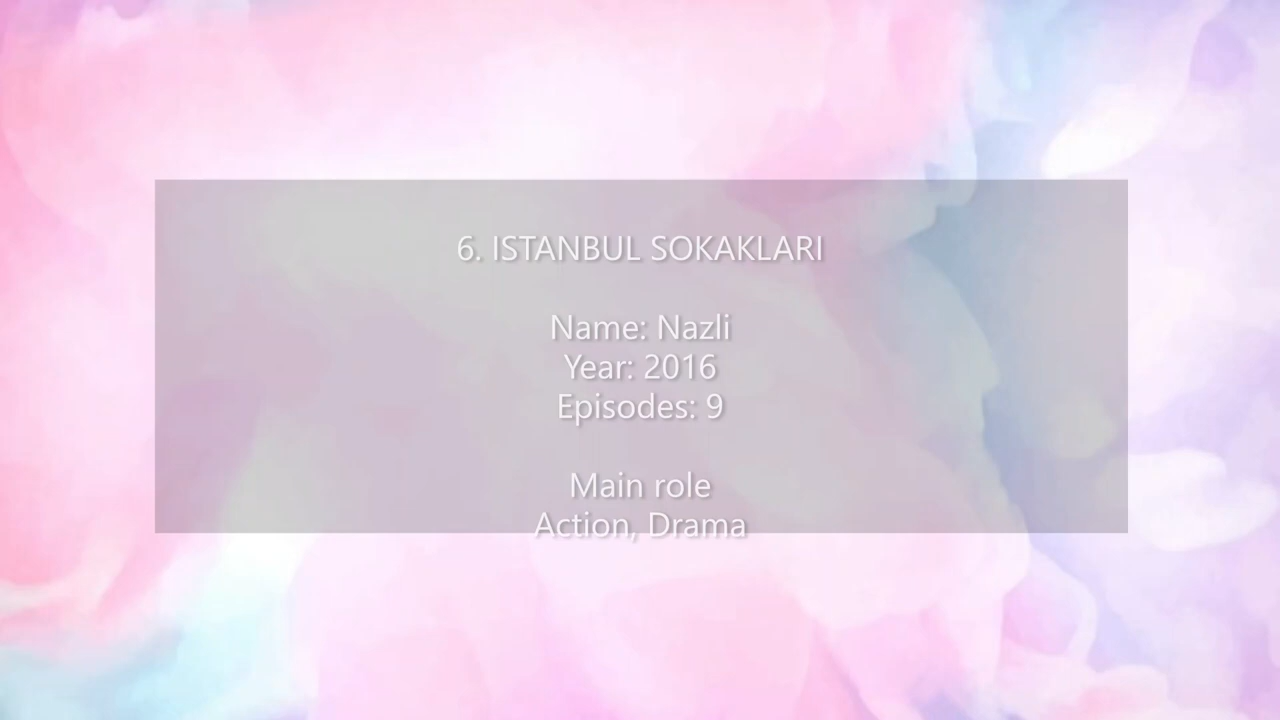 6. ISTANBUL SOKAKLARI
Name: Nazli
Year: 2016
Episodes: 9
Main role
Action, Drama